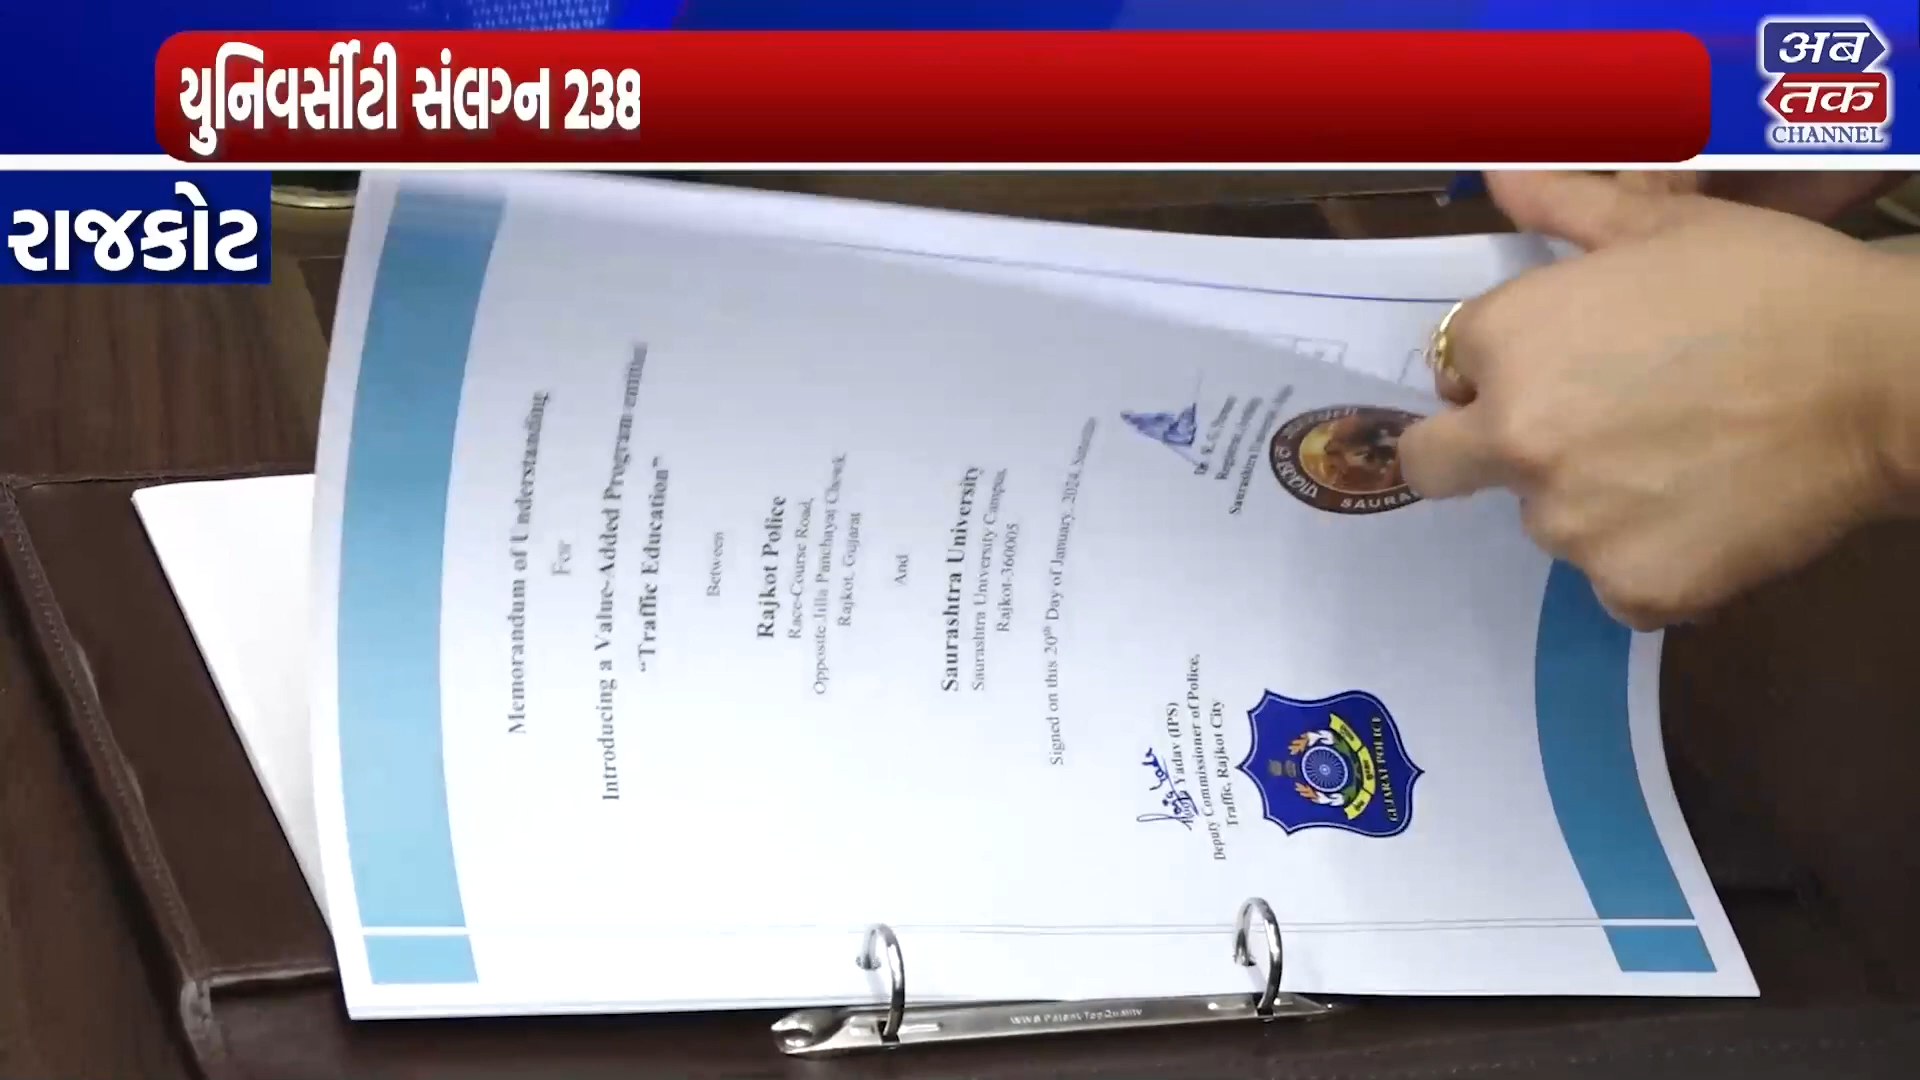 યુનિવર્સીટી સંલગ્ન 238
अब
तक
CHANNEL
રાજકોટ
Memorandum of Understanding
For
Introducing a Value-Added Program
"Traffic Education"
Between
Rajkot Police
Race-Course Road,
Opposite Jilla Panchayat Chowk,
Rajkot, Gujarat
And
Saurashtra University
Saurashtra University Campus,
Rajkot-360005
Signed on this 20th Day of January, 2024,
Saurashtra
Yadav (IPS)
Deputy Commissioner of Police,
Traffic, Rajkot City
SAURA
GUJARAT POLICE